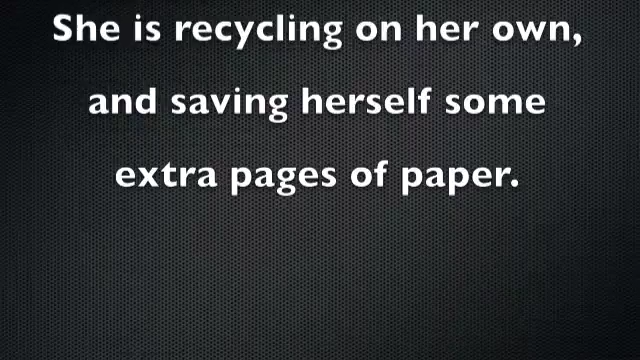 She is recycling on her own,
and saving herself some
extra pages of paper.